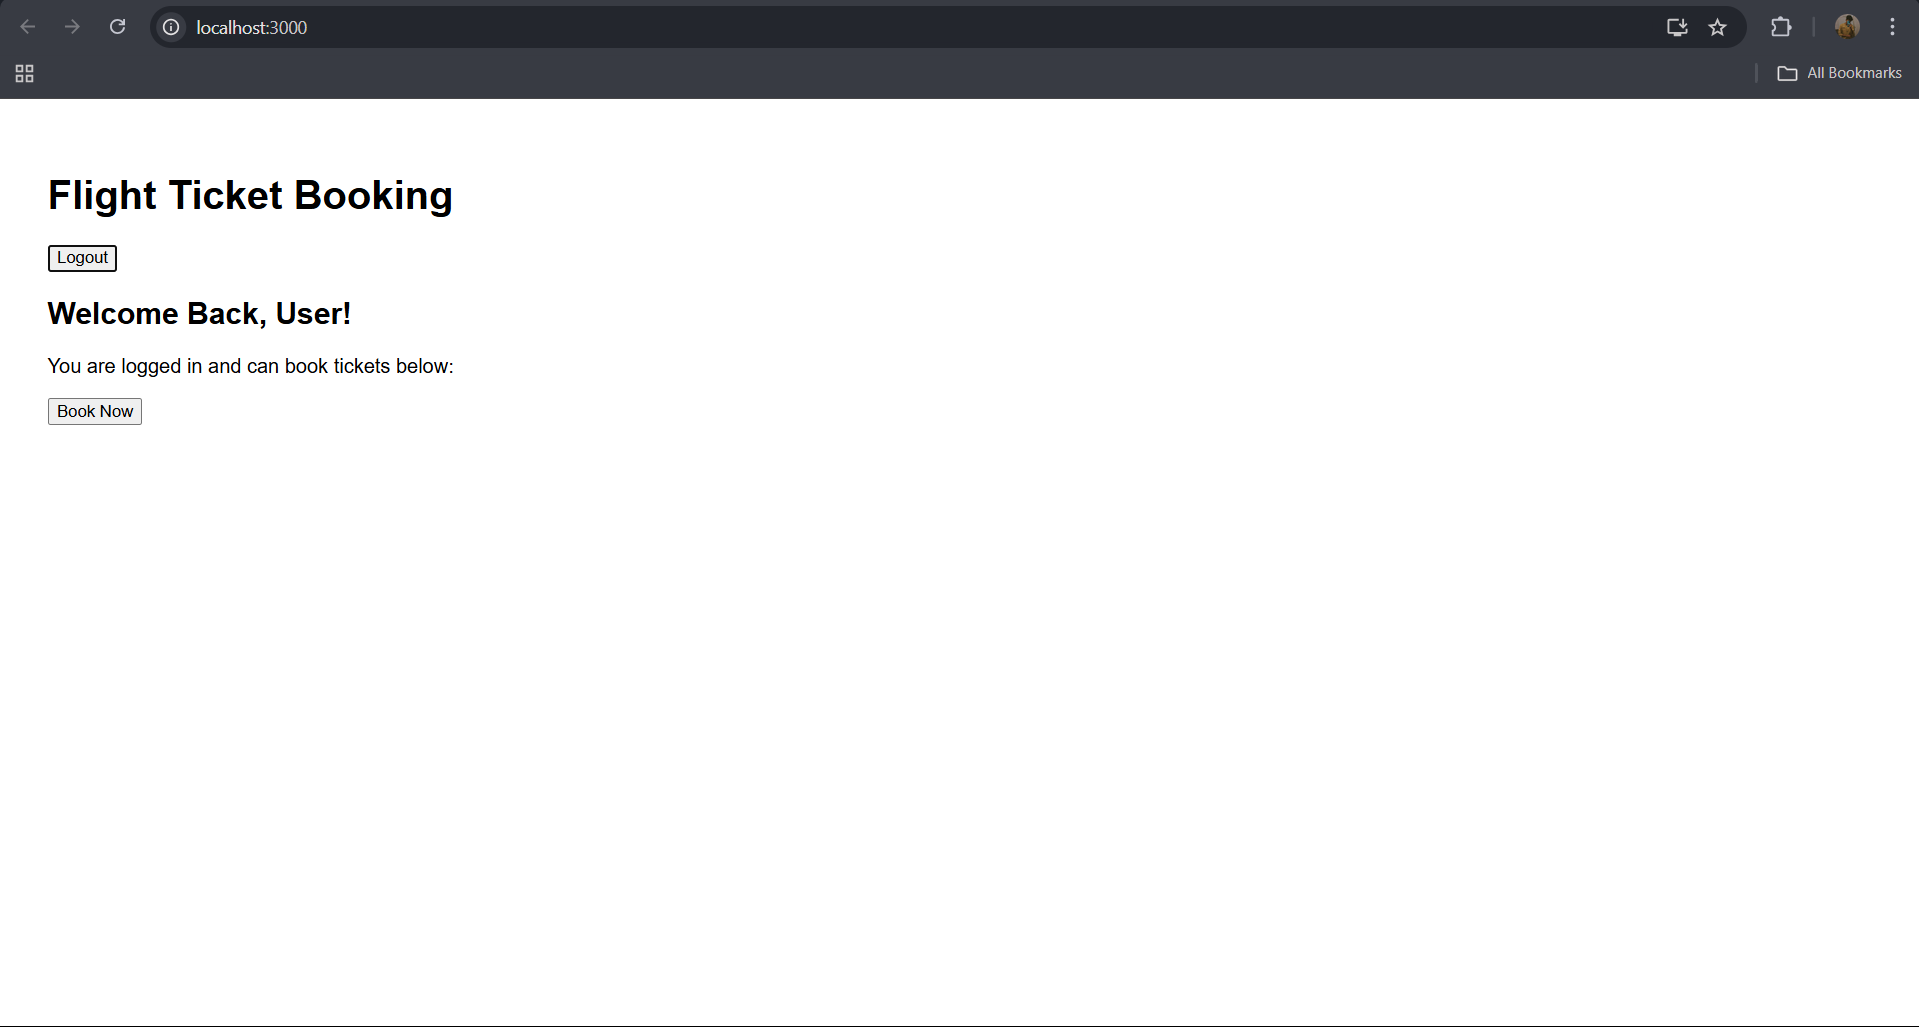 localhost:3000
All Bookmarks
Flight Ticket Booking
Logout
Welcome Back, User!
You are logged in and can book tickets below:
Book Now